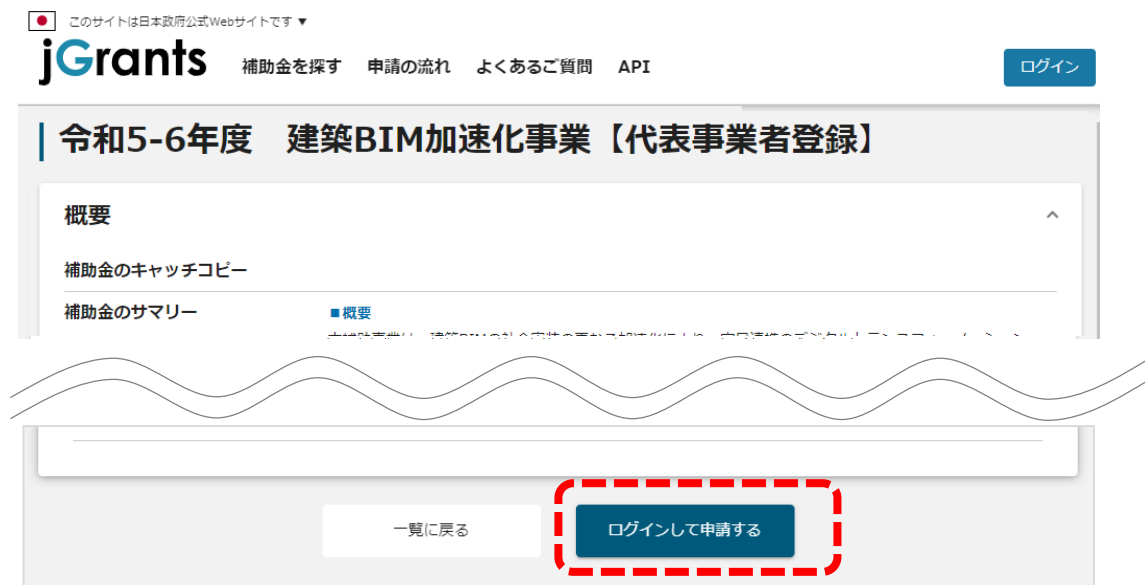 このサイトは日本政府公式Webサイトです ▼
jGrants 補助金を探す 申請の流れ よくあるご質問 API ログイン
令和5-6年度 建築BIM加速化事業【代表事業者登録】
概要
補助金のキャッチコピー
補助金のサマリー ■概要
一覧に戻る ログインして申請する